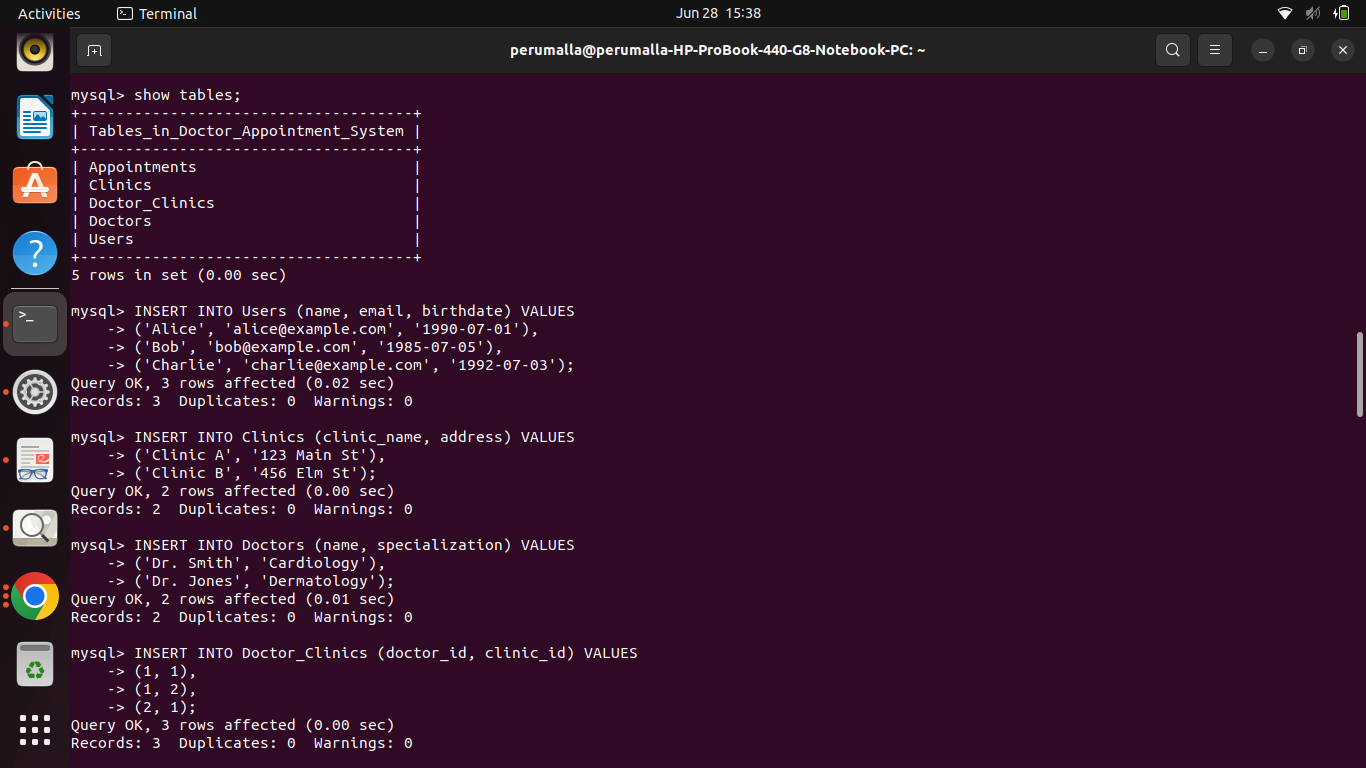 Activities Terminal Jun 28 15:38
perumalla@perumalla-HP-ProBook-440-G8-Notebook-PC: ~
mysql> show tables;
+-------------------------------------+
| Tables_in_Doctor_Appointment_System |
+-------------------------------------+
| Appointments                        |
| Clinics                             |
| Doctor_Clinics                      |
| Doctors                             |
| Users                               |
+-------------------------------------+
5 rows in set (0.00 sec)

mysql> INSERT INTO Users (name, email, birthdate) VALUES
    -> ('Alice', 'alice@example.com', '1990-07-01'),
    -> ('Bob', 'bob@example.com', '1985-07-05'),
    -> ('Charlie', 'charlie@example.com', '1992-07-03');
Query OK, 3 rows affected (0.02 sec)
Records: 3  Duplicates: 0  Warnings: 0

mysql> INSERT INTO Clinics (clinic_name, address) VALUES
    -> ('Clinic A', '123 Main St'),
    -> ('Clinic B', '456 Elm St');
Query OK, 2 rows affected (0.00 sec)
Records: 2  Duplicates: 0  Warnings: 0

mysql> INSERT INTO Doctors (name, specialization) VALUES
    -> ('Dr. Smith', 'Cardiology'),
    -> ('Dr. Jones', 'Dermatology');
Query OK, 2 rows affected (0.01 sec)
Records: 2  Duplicates: 0  Warnings: 0

mysql> INSERT INTO Doctor_Clinics (doctor_id, clinic_id) VALUES
    -> (1, 1),
    -> (1, 2),
    -> (2, 1);
Query OK, 3 rows affected (0.00 sec)
Records: 3  Duplicates: 0  Warnings: 0